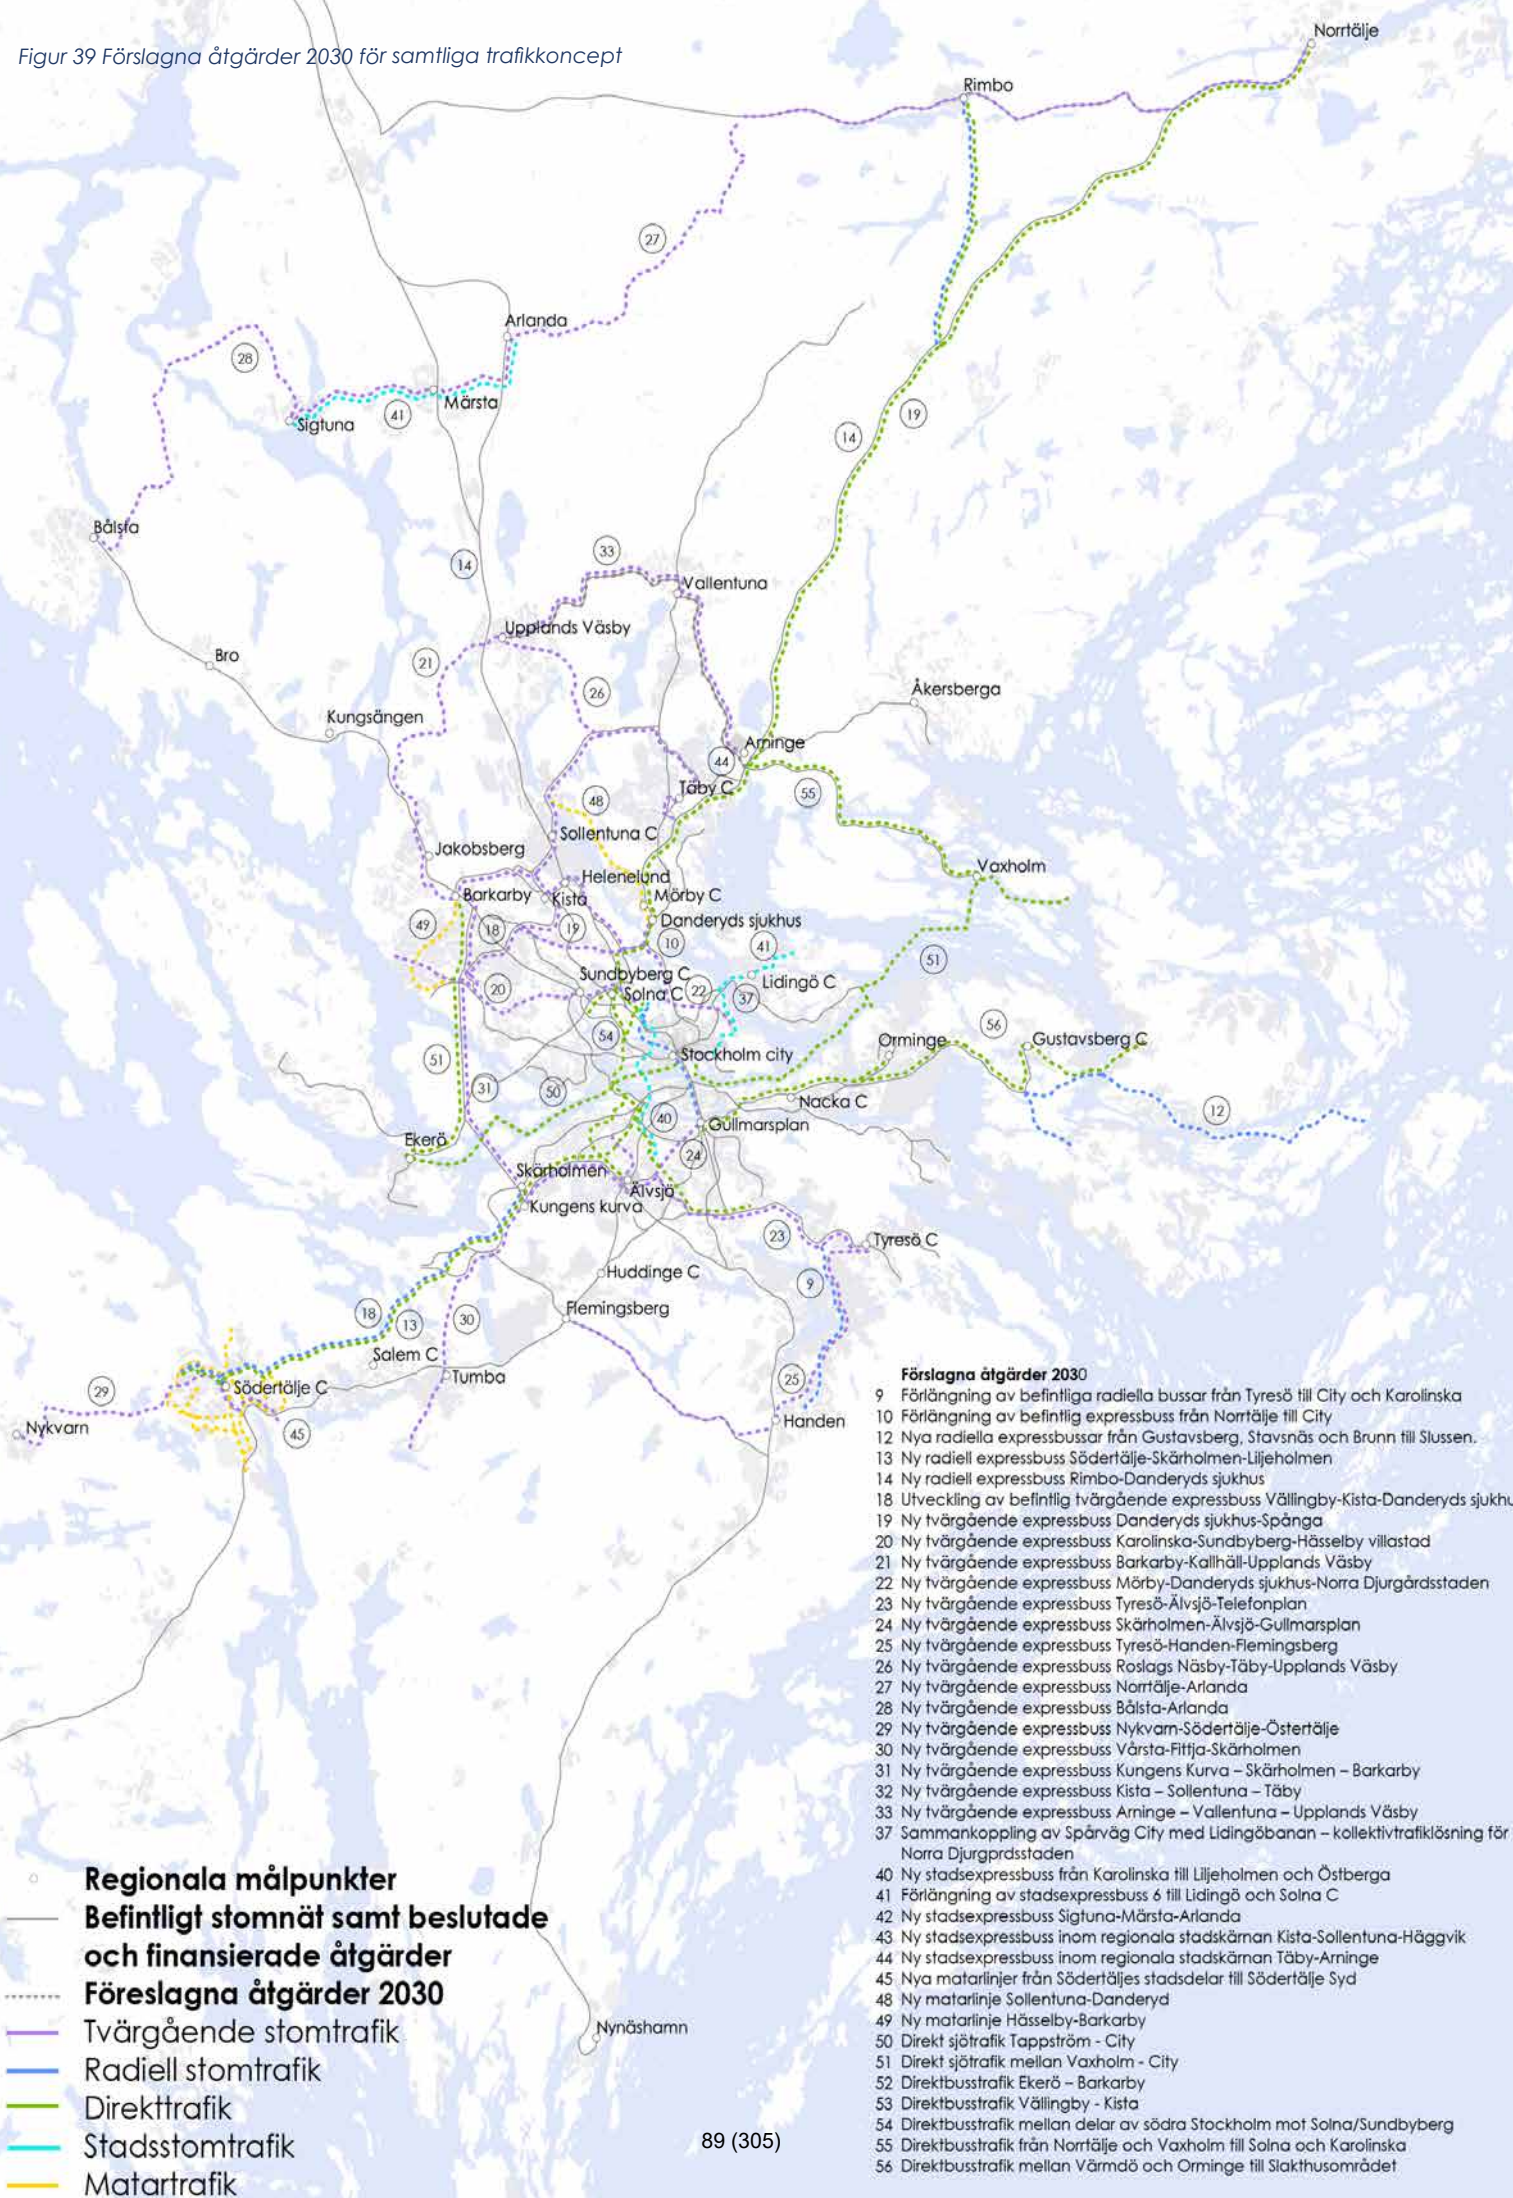 Figur 39 Förslagna åtgärder 2030 för samtliga trafikkoncept
Norrtälje
Rimbo
27
Arlanda
28
Märsta
41
Sigtuna
19
14
Bålsta
14
33
Vallentuna
Upplands Väsby
Bro
21
26
Åkersberga
Kungsängen
Arninge
44
Täby C
55
48
Sollentuna C
Jakobsberg
Vaxholm
Helenelund
Barkarby
Kista
Mörby C
49
18
19
Danderyds sjukhus
10
41
51
Sundbyberg C
Lidingö C
20
Solna C
22
37
54
56
Orminge
Gustavsberg C
51
Stockholm city
31
50
Nacka C
12
40
Gullmarsplan
Ekerö
24
Skärholmen
Älvsjö
Kungens kurva
23
Tyresö C
Huddinge C
9
18
13
30
Flemingsberg
Salem C
Tumba
25
29
Södertälje C
Handen
Nykvarn
45
Nynäshamn
Förslagna åtgärder 2030
9 Förlängning av befintliga radiella bussar från Tyresö till City och Karolinska
10 Förlängning av befintlig expressbuss från Norrtälje till City
12 Nya radiella expressbussar från Gustavsberg, Stavsnäs och Brunn till Slussen.
13 Ny radiell expressbuss Södertälje-Skärholmen-Liljeholmen
14 Ny radiell expressbuss Rimbo-Danderyds sjukhus
18 Utveckling av befintlig tvärgående expressbuss Vällingby-Kista-Danderyds sjukhu
19 Ny tvärgående expressbuss Danderyds sjukhus-Spånga
20 Ny tvärgående expressbuss Karolinska-Sundbyberg-Hässelby villastad
21 Ny tvärgående expressbuss Barkarby-Kallhäll-Upplands Väsby
22 Ny tvärgående expressbuss Mörby-Danderyds sjukhus-Norra Djurgårdsstaden
23 Ny tvärgående expressbuss Tyresö-Älvsjö-Telefonplan
24 Ny tvärgående expressbuss Skärholmen-Älvsjö-Gullmarsplan
25 Ny tvärgående expressbuss Tyresö-Handen-Flemingsberg
26 Ny tvärgående expressbuss Roslags Näsby-Täby-Upplands Väsby
27 Ny tvärgående expressbuss Norrtälje-Arlanda
28 Ny tvärgående expressbuss Bålsta-Arlanda
29 Ny tvärgående expressbuss Nykvarn-Södertälje-Östertälje
30 Ny tvärgående expressbuss Vårsta-Fittja-Skärholmen
31 Ny tvärgående expressbuss Kungens Kurva – Skärholmen – Barkarby
32 Ny tvärgående expressbuss Kista – Sollentuna – Täby
33 Ny tvärgående expressbuss Arninge – Vallentuna – Upplands Väsby
37 Sammankoppling av Spårväg City med Lidingöbanan – kollektivtrafiklösning för
Norra Djurgprdsstaden
40 Ny stadsexpressbuss från Karolinska till Liljeholmen och Östberga
41 Förlängning av stadsexpressbuss 6 till Lidingö och Solna C
42 Ny stadsexpressbuss Sigtuna-Märsta-Arlanda
43 Ny stadsexpressbuss inom regionala stadskärnan Kista-Sollentuna-Häggvik
44 Ny stadsexpressbuss inom regionala stadskärnan Täby-Arninge
45 Nya matarlinjer från Södertäljes stadsdelar till Södertälje Syd
48 Ny matarlinje Sollentuna-Danderyd
49 Ny matarlinje Hässelby-Barkarby
50 Direkt sjötrafik Tappström - City
51 Direkt sjötrafik mellan Vaxholm - City
52 Direktbusstrafik Ekerö – Barkarby
53 Direktbusstrafik Vällingby - Kista
54 Direktbusstrafik mellan delar av södra Stockholm mot Solna/Sundbyberg
55 Direktbusstrafik från Norrtälje och Vaxholm till Solna och Karolinska
56 Direktbusstrafik mellan Värmdö och Orminge till Slakthusområdet
Regionala målpunkter
Befintligt stomnät samt beslutade
och finansierade åtgärder
Föreslagna åtgärder 2030
Tvärgående stomtrafik
Radiell stomtrafik
Direkttrafik
Stadsstomtrafik
Matartrafik
89 (305)